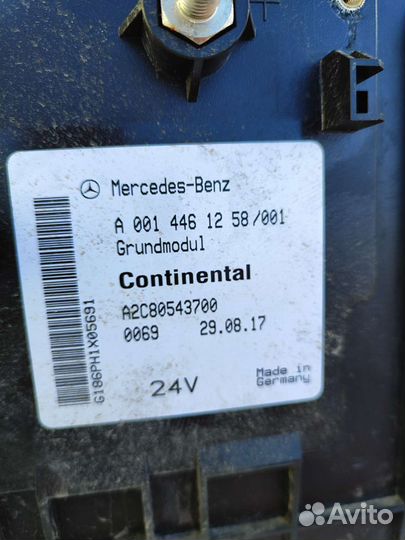 Mercedes-Benz
A 001 446 12 58/001
Grundmodul
Continental
A2C80543700
0069 29.08.17
24V
Made in
Germany
G186PH1X05691
Avito